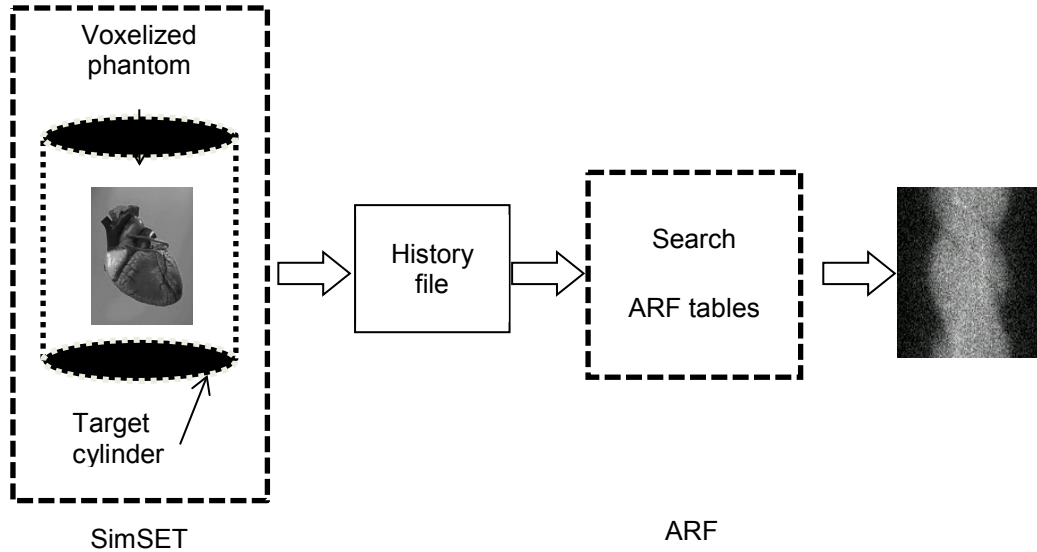 Voxelized
phantom
Target
cylinder
SimSET
History
file
Search
ARF tables
ARF